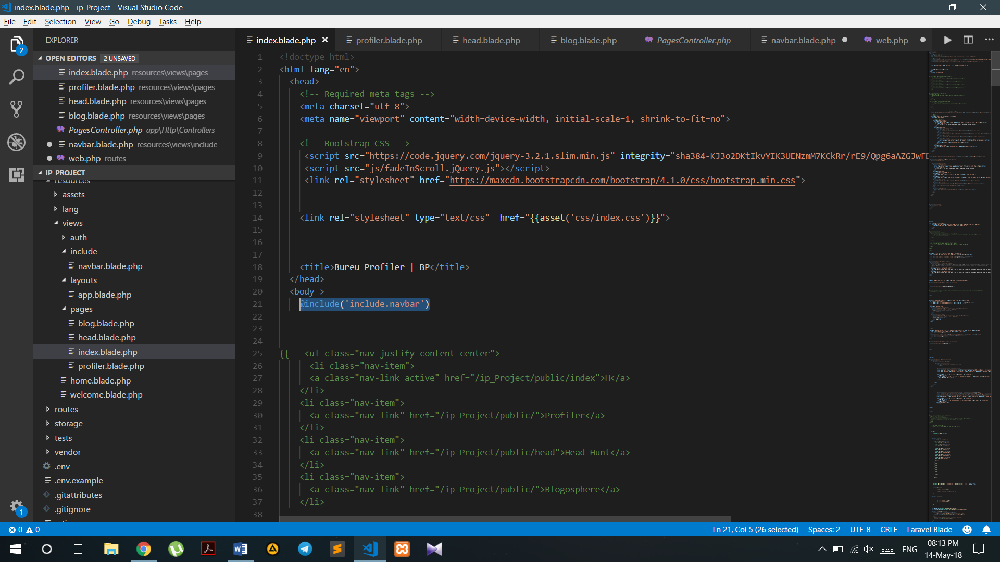 index.blade.php - ip_Project - Visual Studio Code
File Edit Selection View Go Debug Tasks Help
EXPLORER
index.blade.php profiler.blade.php head.blade.php blog.blade.php PagesController.php navbar.blade.php web.php
2
OPEN EDITORS 2 UNSAVED
index.blade.php resources\views\pages
profiler.blade.php resources\views\pages
head.blade.php resources\views\pages
blog.blade.php resources\views\pages
PagesController.php app\Http\Controllers
navbar.blade.php resources\views\include
web.php routes
IP_PROJECT
resources
assets
lang
views
auth
include
navbar.blade.php
layouts
app.blade.php
pages
blog.blade.php
head.blade.php
index.blade.php
profiler.blade.php
home.blade.php
welcome.blade.php
routes
storage
tests
vendor
.env
.env.example
.gitattributes
.gitignore
1
1 <!doctype html>
2 <html lang="en">
3 <head>
4 <!-- Required meta tags -->
5 <meta charset="utf-8">
6 <meta name="viewport" content="width=device-width, initial-scale=1, shrink-to-fit=no">
7
8 <!-- Bootstrap CSS -->
9 <script src="https://code.jquery.com/jquery-3.2.1.slim.min.js" integrity="sha384-KJ3o2DKtIkvYIK3UENzmM7KCkRr/rE9/Qpg6aAZGJwFD
10 <script src="js/fadeInScroll.jQuery.js"></script>
11 <link rel="stylesheet" href="https://maxcdn.bootstrapcdn.com/bootstrap/4.1.0/css/bootstrap.min.css">
12
13
14 <link rel="stylesheet" type="text/css"  href="{{asset('css/index.css')}}">
15
16
17
18 <title>Bureu Profiler | BP</title>
19 </head>
20 <body >
21 @include('include.navbar')
22
23
24
25 {{-- <ul class="nav justify-content-center">
26 <li class="nav-item">
27 <a class="nav-link active" href="/ip_Project/public/index">H</a>
28 </li>
29 <li class="nav-item">
30 <a class="nav-link" href="/ip_Project/public/">Profiler</a>
31 </li>
32 <li class="nav-item">
33 <a class="nav-link" href="/ip_Project/public/head">Head Hunt</a>
34 </li>
35 <li class="nav-item">
36 <a class="nav-link" href="/ip_Project/public/">Blogosphere</a>
37 </li>
38
0 0 Ln 21, Col 5 (26 selected) Spaces: 2 UTF-8 CRLF Laravel Blade
ENG
08:13 PM
14-May-18